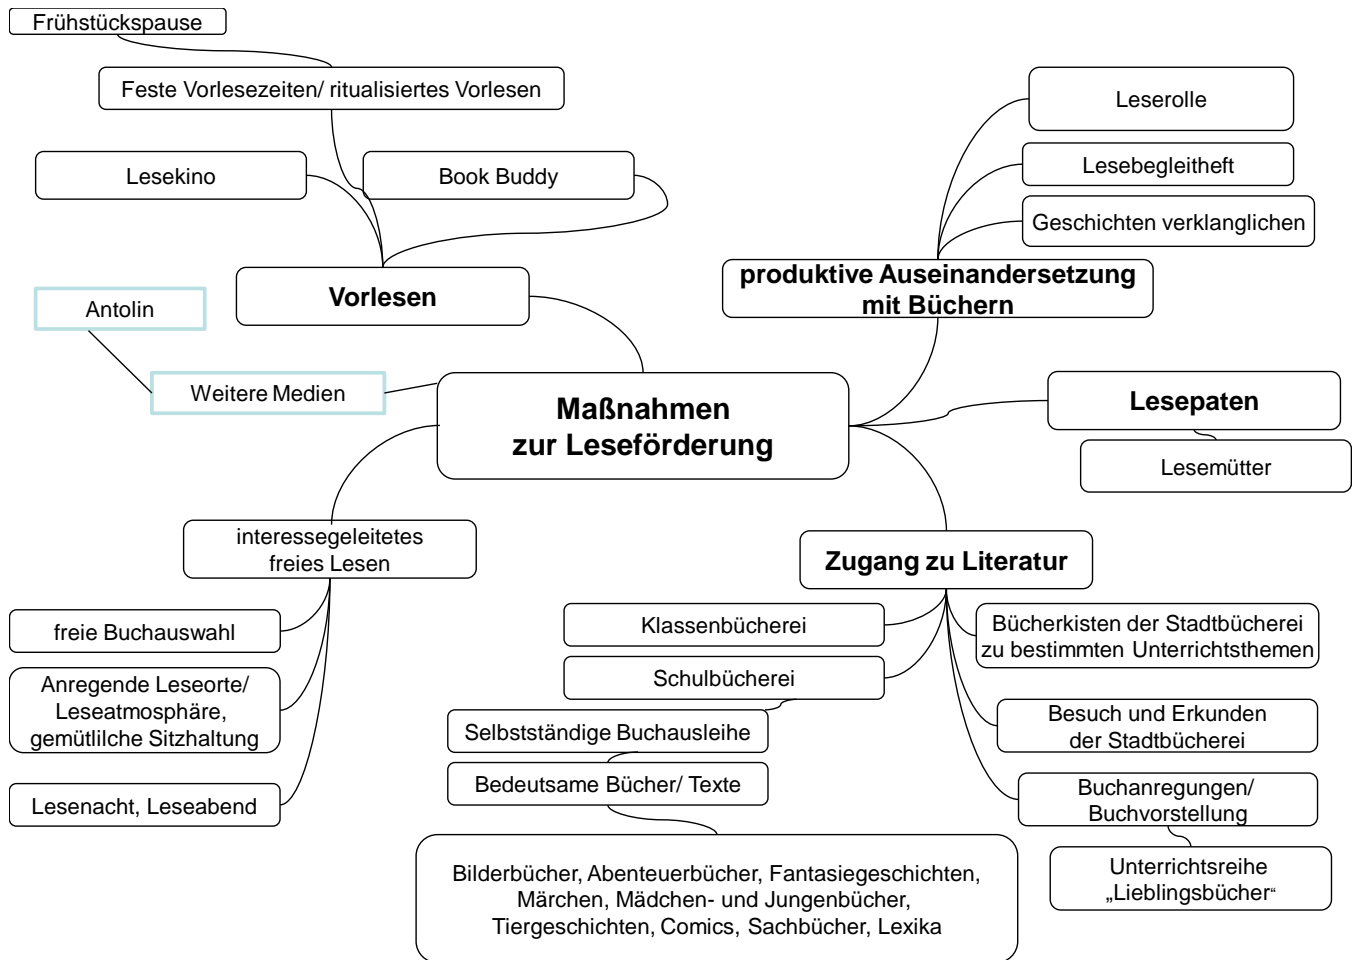 Frühstückspause
Feste Vorlesezeiten/ ritualisiertes Vorlesen
Lesekino
Book Buddy
Vorlesen
Antolin
Weitere Medien
Leserolle
Lesebegleitheft
Geschichten verklanglichen
produktive Auseinandersetzung
mit Büchern
Maßnahmen
zur Leseförderung
Lesepaten
Lesemütter
interessegeleitetes
freies Lesen
freie Buchauswahl
Anregende Leseorte/
Leseatmosphäre,
gemütlilche Sitzhaltung
Lesenacht, Leseabend
Zugang zu Literatur
Klassenbücherei
Schulbücherei
Selbstständige Buchausleihe
Bedeutsame Bücher/ Texte
Bilderbücher, Abenteuerbücher, Fantasiegeschichten,
Märchen, Mädchen- und Jungenbücher,
Tiergeschichten, Comics, Sachbücher, Lexika
Bücherkisten der Stadtbücherei
zu bestimmten Unterrichtsthemen
Besuch und Erkunden
der Stadtbücherei
Buchanregungen/
Buchvorstellung
Unterrichtsreihe
„Lieblingsbücher“